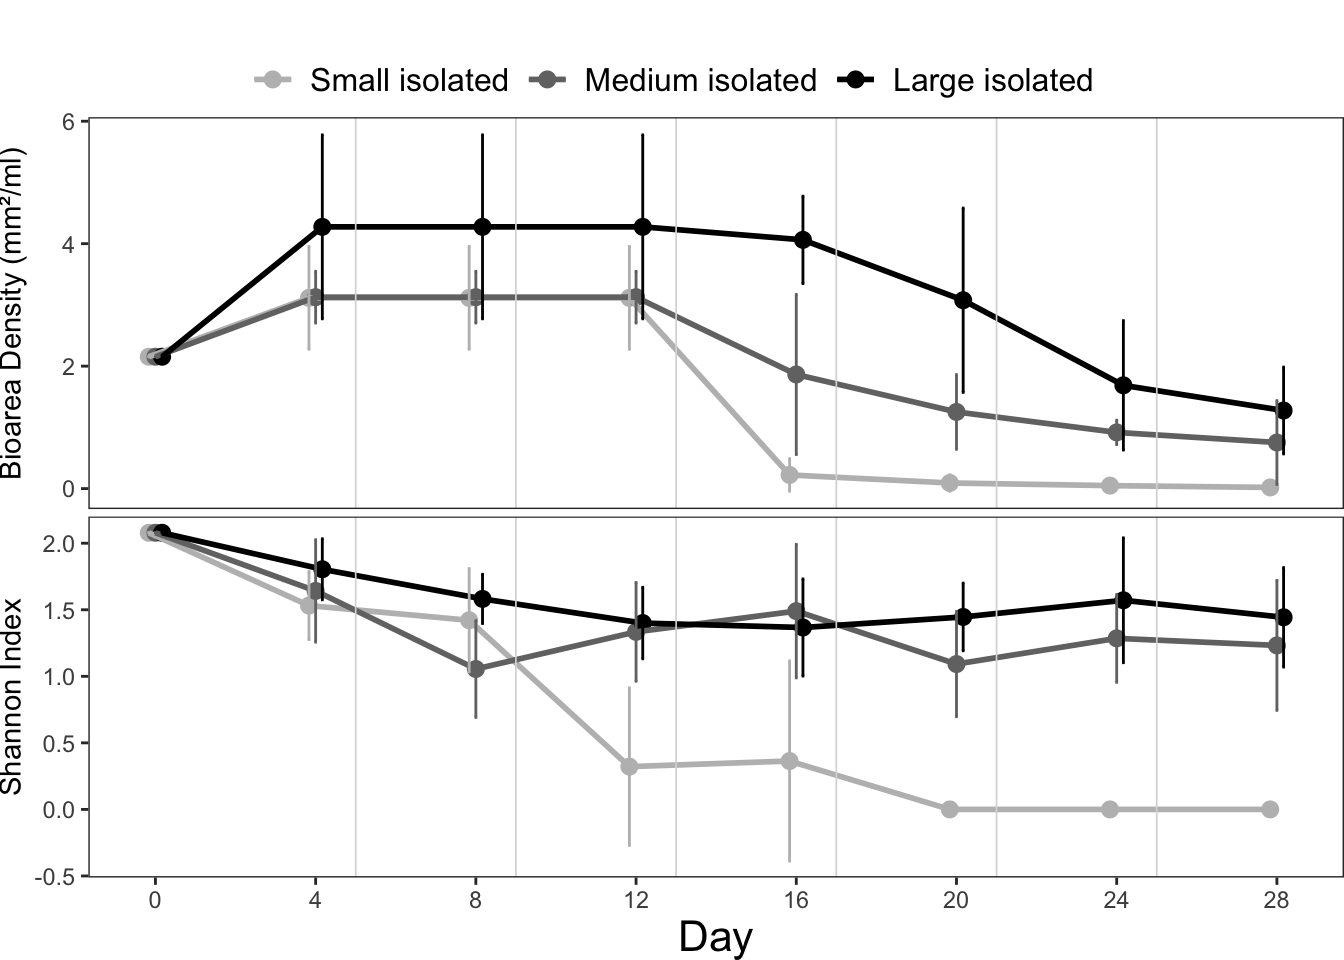 Small isolated Medium isolated Large isolated
Bioarea Density (mm²/ml)
6
4
2
0
Shannon Index
2.0
1.5
1.0
0.5
0.0
-0.5
0 4 8 12 16 20 24 28
Day